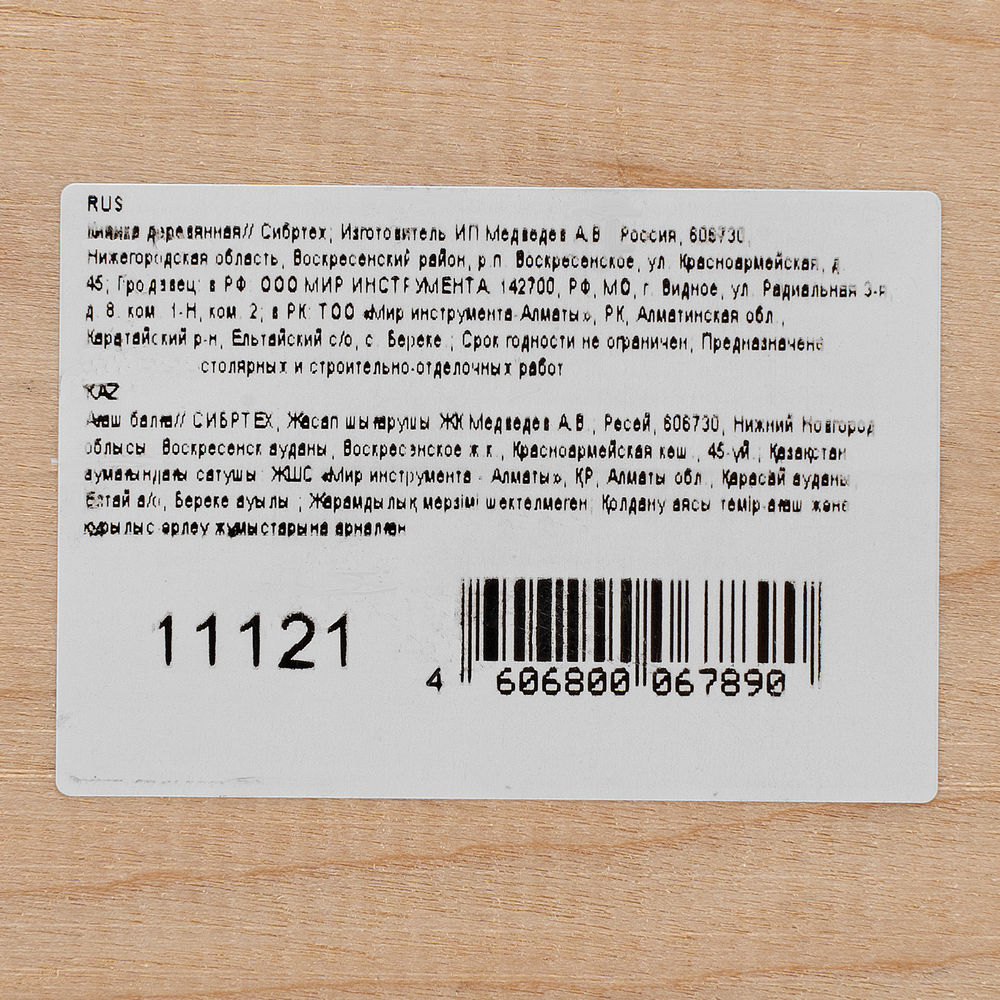 RUS
Киянка деревянная// Сибртех; Изготовитель ИП Медведев А.В. Россия, 606730,
Нижегородская область, Воскресенский район, р.п. Воскресенское, ул. Красноармейская, д.
45; Продавец: в РФ: ООО МИР ИНСТРУМЕНТА, 142700, РФ, МО, г. Видное, ул. Радиальная 3-я,
д. 8, ком. 1-Н, ком. 2; в РК: ТОО «Мир инструмента-Алматы», РК, Алматинская обл.,
р-н, Ельтайский с/о, с. Береке.; Срок годности не ограничен; Предназначено
столярных и строительно-отделочных работ
KAZ
Ағаш балға// СИБРТЕХ, Жасап шығарушы ЖК Медведев А.В.; Ресей, 606730, Нижний Новгород
облысы, Воскресенск ауданы, Воскресенское ж.к., Красноармейская көш., 45-үй.; Қазақстан
аумағындағы сатушы: ЖШС «Мир инструмента - Алматы», ҚР, Алматы обл., Қарасай ауданы,
Елтай а/о, Береке ауылы.; Жарамдылық мерзімі шектелмеген; Қолдану аясы: темір-ағаш және
құрылыс-әрлеу жұмыстарына арналған
11121
4 606800 067890